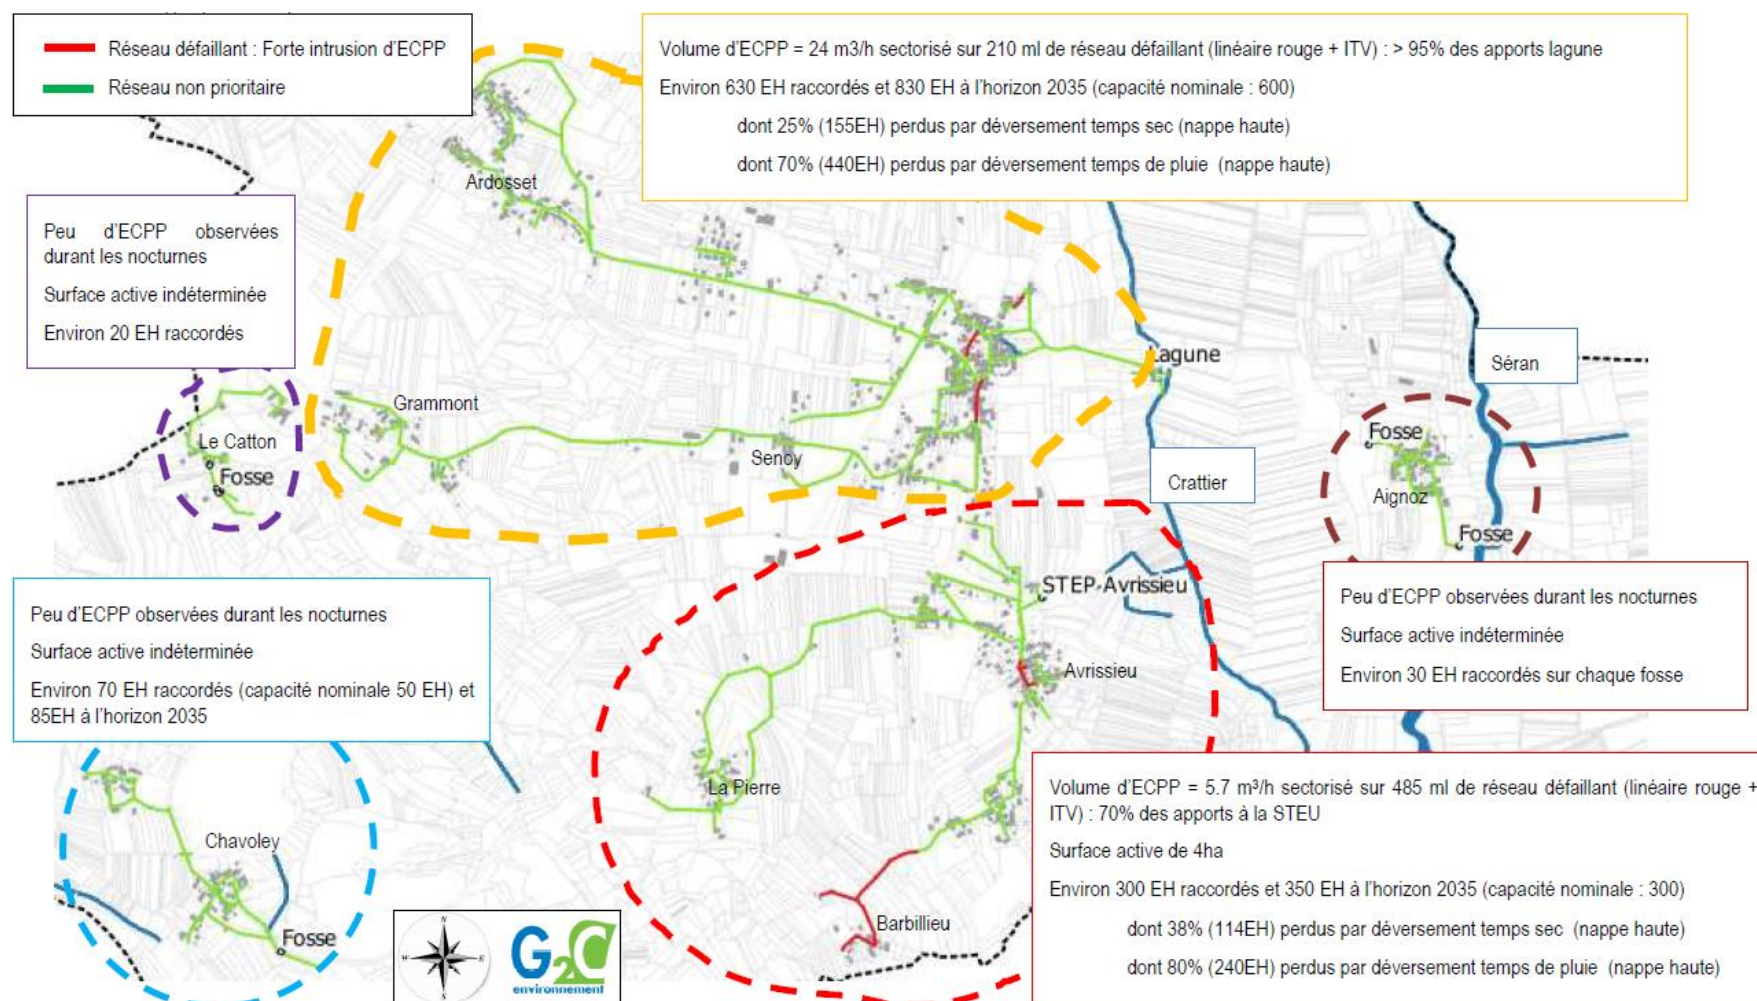 Réseau défaillant : Forte intrusion d'ECPP
Réseau non prioritaire
Volume d'ECPP = 24 m3/h sectorisé sur 210 ml de réseau défaillant (linéaire rouge + ITV) : > 95% des apports lagune
Environ 630 EH raccordés et 830 EH à l'horizon 2035 (capacité nominale : 600)
dont 25% (155EH) perdus par déversement temps sec (nappe haute)
dont 70% (440EH) perdus par déversement temps de pluie (nappe haute)
Ardosset
Peu d'ECPP observées
durant les nocturnes
Surface active indéterminée
Environ 20 EH raccordés
Lagune
Séran
Grammont
Le Catton
Fosse
Senoy
Crattier
Fosse
Aignoz
Fosse
STEP-Avrissieu
Peu d'ECPP observées durant les nocturnes
Surface active indéterminée
Environ 70 EH raccordés (capacité nominale 50 EH) et
85EH à l'horizon 2035
Peu d'ECPP observées durant les nocturnes
Surface active indéterminée
Environ 30 EH raccordés sur chaque fosse
Avrissieu
La Pierre
Chavoley
Fosse
Barbillieu
Volume d'ECPP = 5.7 m³/h sectorisé sur 485 ml de réseau défaillant (linéaire rouge +
ITV) : 70% des apports à la STEU
Surface active de 4ha
Environ 300 EH raccordés et 350 EH à l'horizon 2035 (capacité nominale : 300)
dont 38% (114EH) perdus par déversement temps sec (nappe haute)
dont 80% (240EH) perdus par déversement temps de pluie (nappe haute)
N
W E
S
G2C
environnement